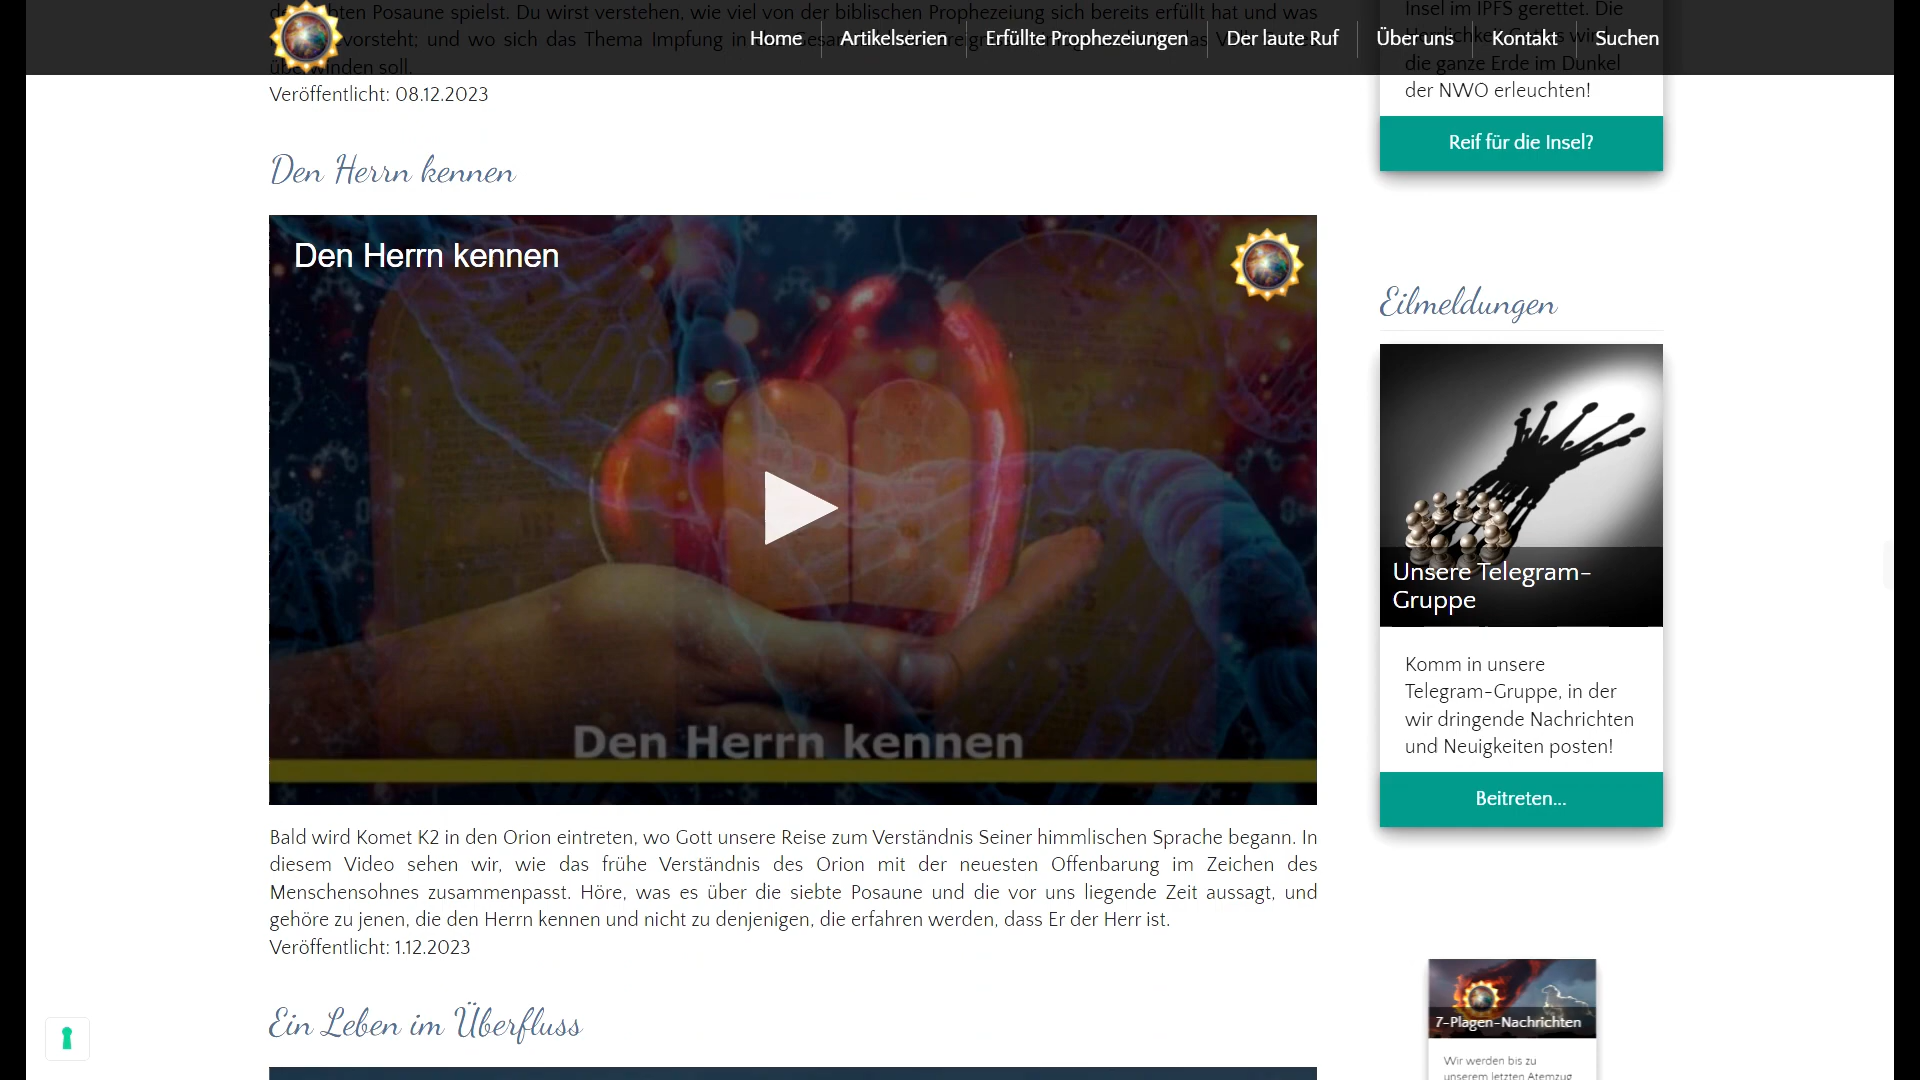 Home
Artikelserien
Erfüllte Prophezeiungen
Der laute Ruf
Über uns
Kontakt
Suchen
bten Posaune spielst. Du wirst verstehen, wie viel von der biblischen Prophezeiung sich bereits erfüllt hat und was
vorsteht; und wo sich das Thema Impfung in
winden soll.
Veröffentlicht: 08.12.2023
Den Herrn kennen
Den Herrn kennen
Den Herrn kennen
Bald wird Komet K2 in den Orion eintreten, wo Gott unsere Reise zum Verständnis Seiner himmlischen Sprache begann. In
diesem Video sehen wir, wie das frühe Verständnis des Orion mit der neuesten Offenbarung im Zeichen des
Menschensohnes zusammenpasst. Höre, was es über die siebte Posaune und die vor uns liegende Zeit aussagt, und
gehöre zu jenen, die den Herrn kennen und nicht zu denjenigen, die erfahren werden, dass Er der Herr ist.
Veröffentlicht: 1.12.2023
Ein Leben im Überfluss
Insel im IPFS gerettet. Die
die ganze Erde im Dunkel
der NWO erleuchten!
Reif für die Insel?
Eilmeldungen
Unsere Telegram-
Gruppe
Komm in unsere
Telegram-Gruppe, in der
wir dringende Nachrichten
und Neuigkeiten posten!
Beitreten...
7-Plagen-Nachrichten
Wir werden bis zu
unserem letzten Atemzug